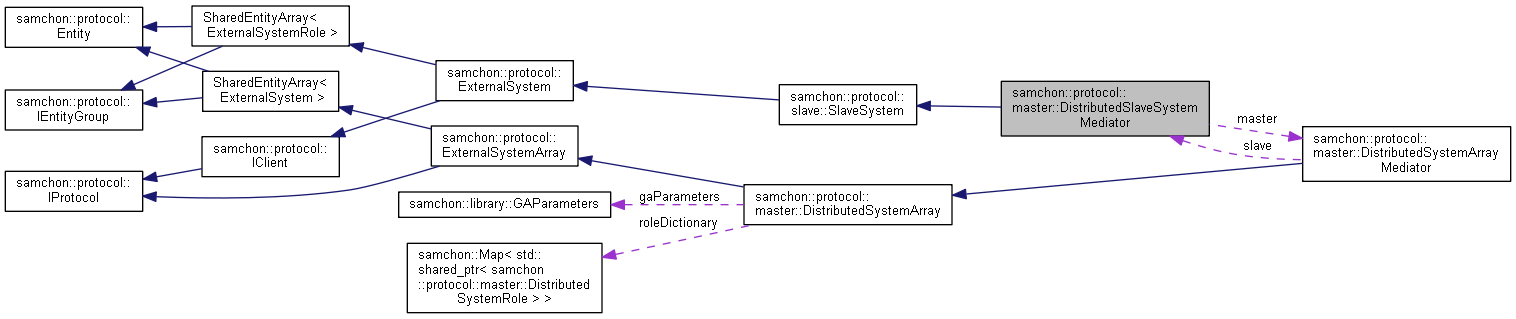 samchon::protocol::
Entity
SharedEntityArray<
ExternalSystemRole >
samchon::protocol::
IEntityGroup
SharedEntityArray<
ExternalSystem >
samchon::protocol::
ExternalSystem
samchon::protocol::
IClient
samchon::protocol::
ExternalSystemArray
samchon::protocol::
IProtocol
samchon::protocol::
slave::SlaveSystem
samchon::protocol::
master::DistributedSlaveSystem
Mediator
master
slave
samchon::protocol::
master::DistributedSystemArray
Mediator
samchon::library::GAParameters
gaParameters
roleDictionary
samchon::protocol::
master::DistributedSystemArray
samchon::Map< std::
shared_ptr< samchon
::protocol::master::Distributed
SystemRole > >